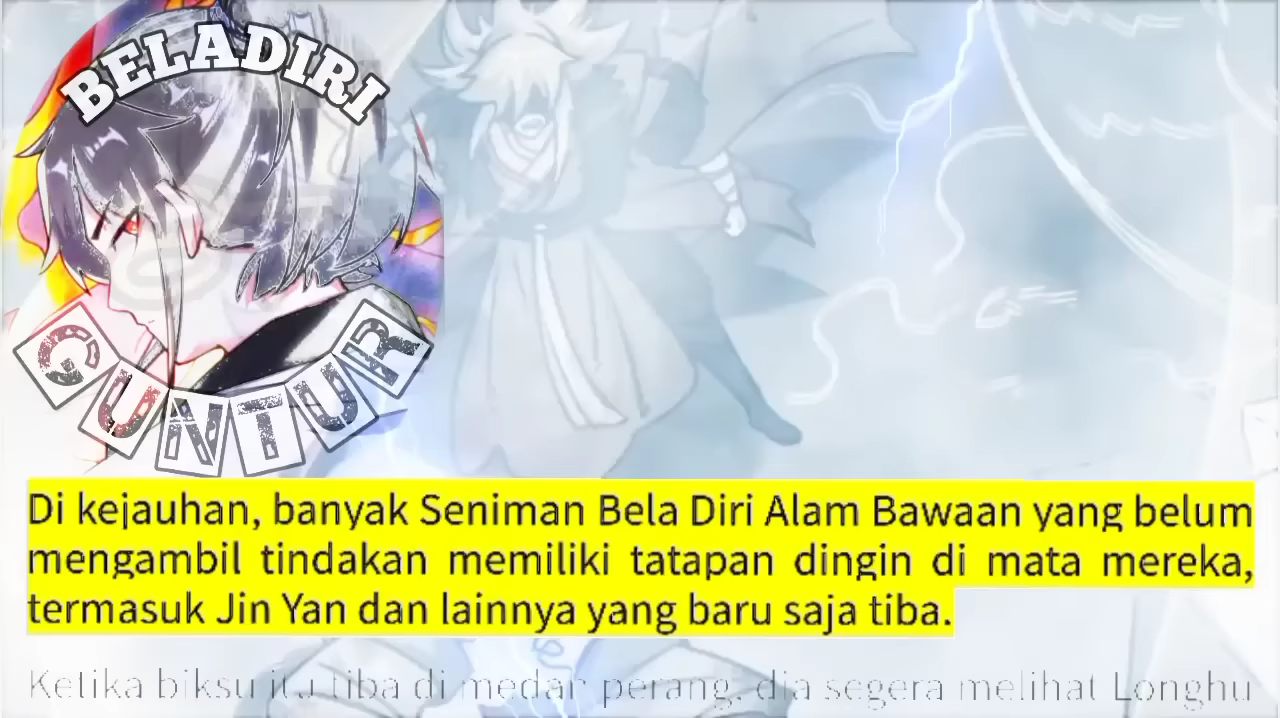 BELADIRI
GUNTUR
Di kejauhan, banyak Seniman Bela Diri Alam Bawaan yang belum
mengambil tindakan memiliki tatapan dingin di mata mereka,
termasuk Jin Yan dan lainnya yang baru saja tiba.
Ketika biksu itu tiba di medan perang, dia segera melihat Longhu